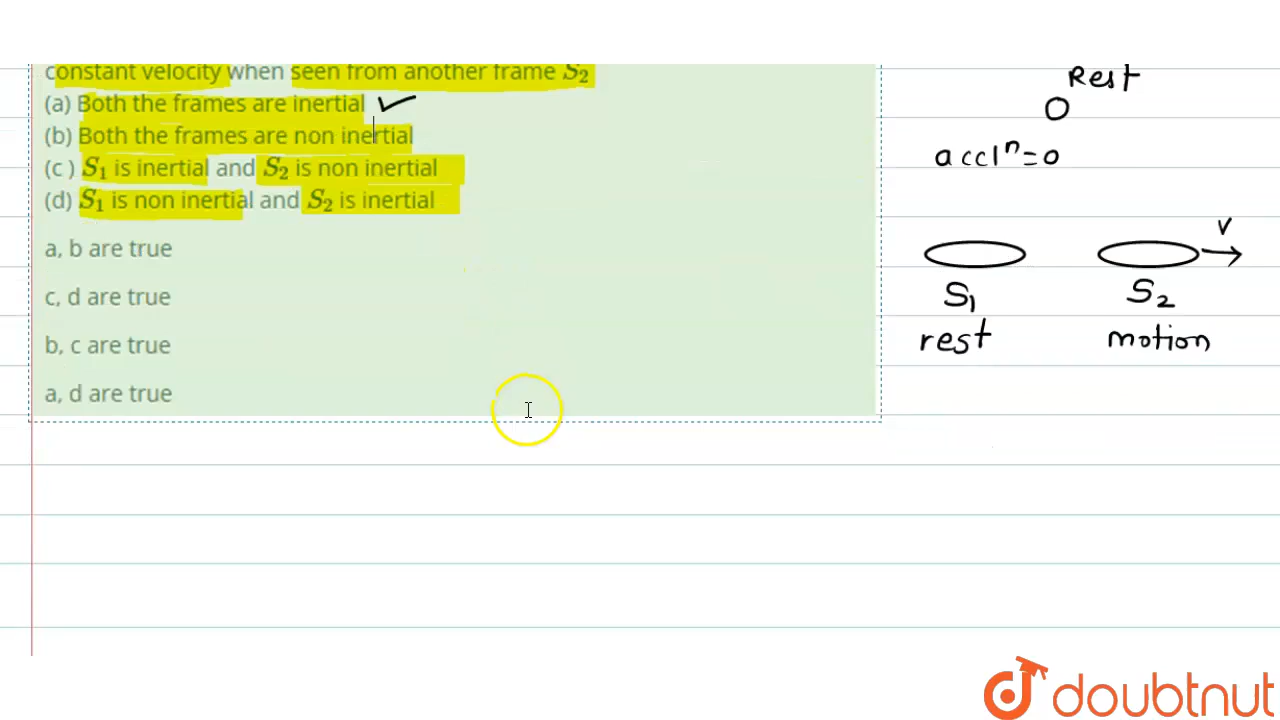 constant velocity when seen from another frame S₂
(a) Both the frames are inertial ✓
(b) Both the frames are non inertial
(c ) S₁ is inertial and S₂ is non inertial
(d) S₁ is non inertial and S₂ is inertial
a, b are true
c, d are true
b, c are true
a, d are true
Rest
acclⁿ=0
v
S₁
S₂
rest
motion
doubtnut